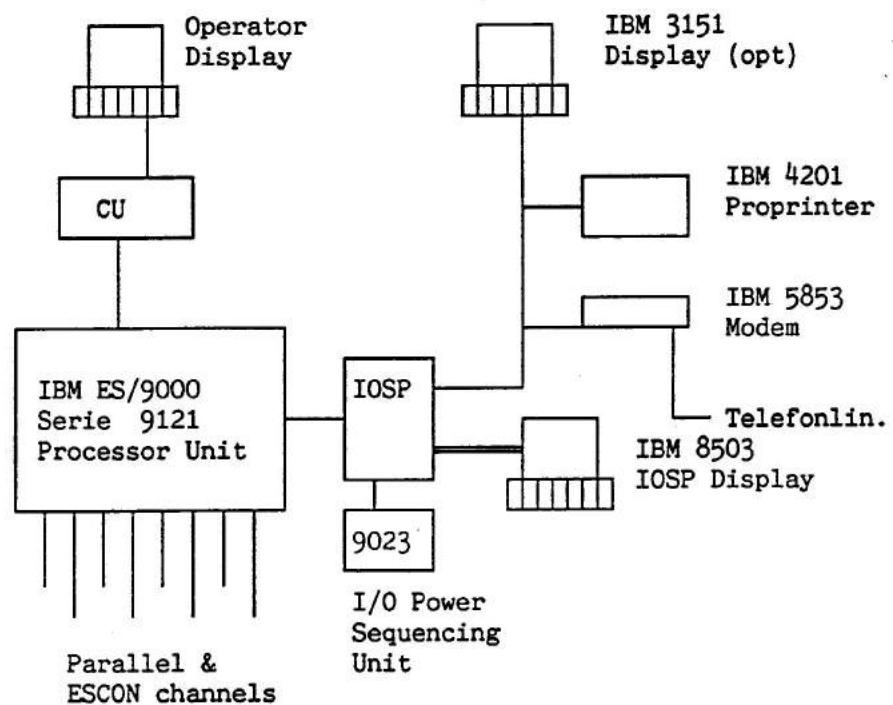 Operator
Display
IBM 3151
Display (opt)
CU
IBM 4201
Proprinter
IBM 5853
Modem
IBM ES/9000
Serie 9121
Processor Unit
IOSP
Telefonlin.
IBM 8503
IOSP Display
9023
I/O Power
Sequencing
Unit
Parallel &
ESCON channels